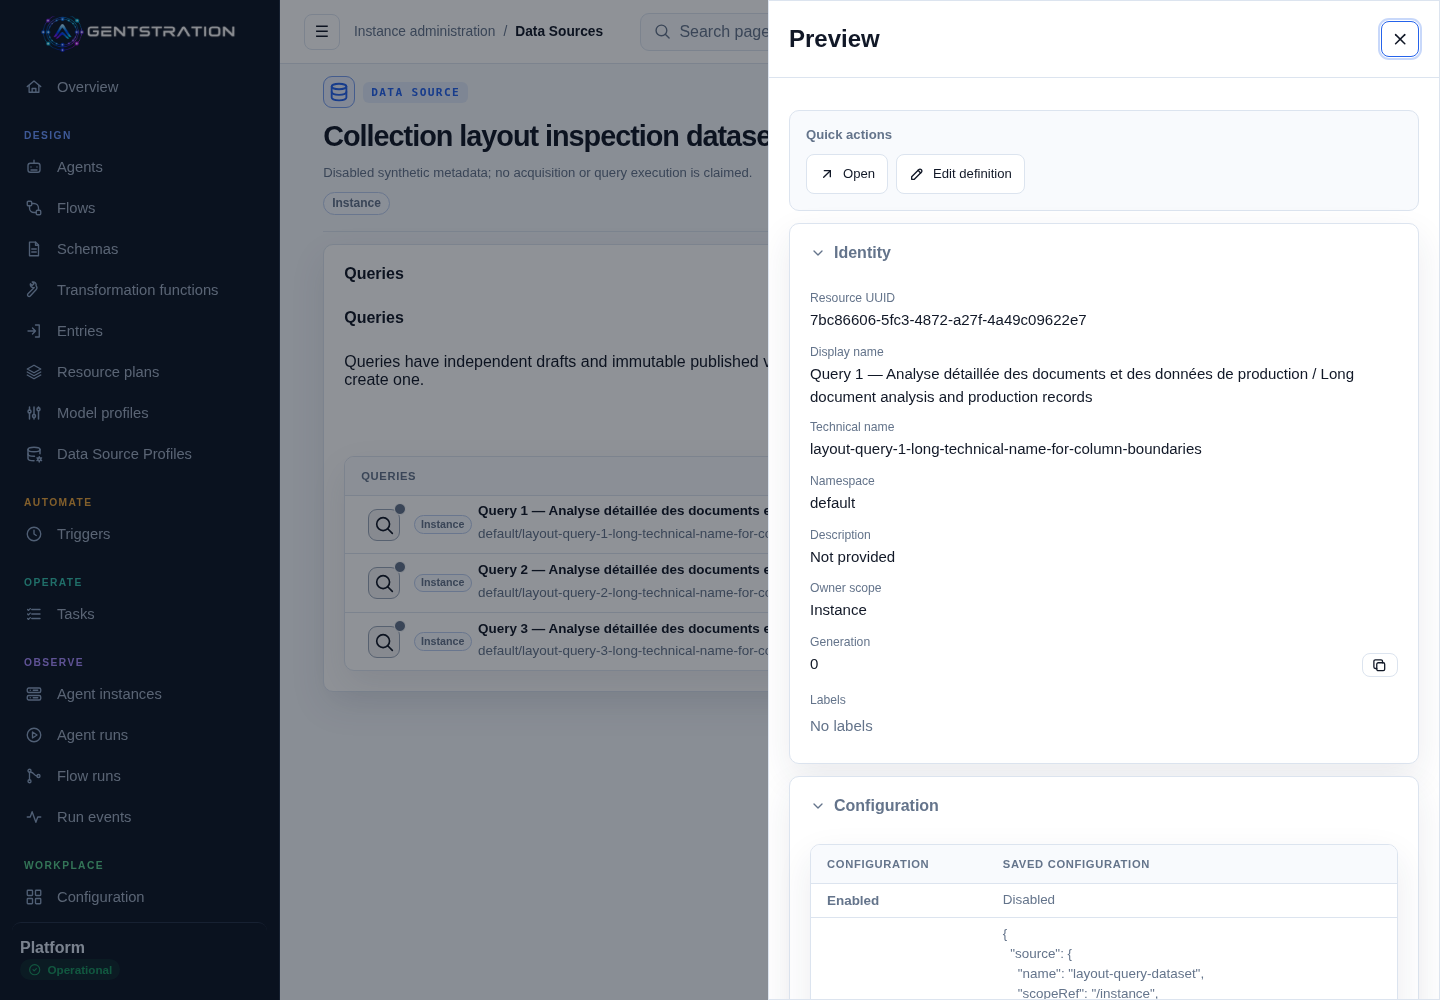 GENTSTRATION
Overview
DESIGN
Agents
Flows
Schemas
Transformation functions
Entries
Resource plans
Model profiles
Data Source Profiles
AUTOMATE
Triggers
OPERATE
Tasks
OBSERVE
Agent instances
Agent runs
Flow runs
Run events
WORKPLACE
Configuration
Platform
Operational
Instance administration / Data Sources
Search page
DATA SOURCE
Collection layout inspection datase
Disabled synthetic metadata; no acquisition or query execution is claimed.
Instance
Queries
Queries
Queries have independent drafts and immutable published v
create one.
QUERIES
Instance
Query 1 — Analyse détaillée des documents e
default/layout-query-1-long-technical-name-for-co
Instance
Query 2 — Analyse détaillée des documents e
default/layout-query-2-long-technical-name-for-co
Instance
Query 3 — Analyse détaillée des documents e
default/layout-query-3-long-technical-name-for-co
Preview
Quick actions
Open
Edit definition
Identity
Resource UUID
7bc86606-5fc3-4872-a27f-4a49c09622e7
Display name
Query 1 — Analyse détaillée des documents et des données de production / Long
document analysis and production records
Technical name
layout-query-1-long-technical-name-for-column-boundaries
Namespace
default
Description
Not provided
Owner scope
Instance
Generation
0
Labels
No labels
Configuration
CONFIGURATION SAVED CONFIGURATION
Enabled Disabled
{
"source": {
"name": "layout-query-dataset",
"scopeRef": "/instance",